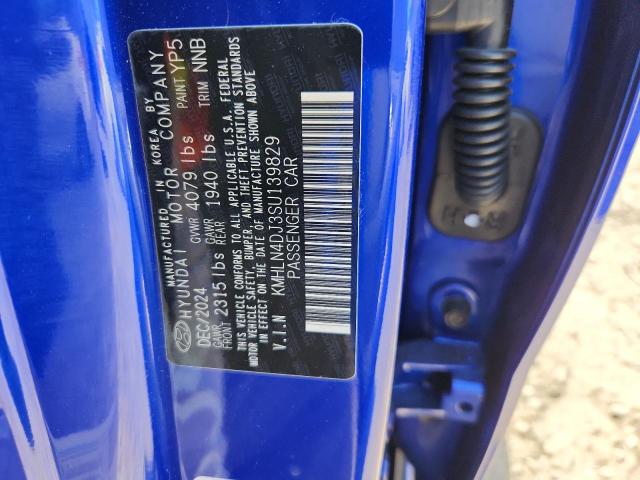 MANUFACTURED IN KOREA BY
HYUNDAI MOTOR COMPANY
DEC/2024 GVWR 4079 lbs PAINT YP5
GAWR FRONT 2315 lbs GAWR REAR 1940 lbs TRIM NNB
THIS VEHICLE CONFORMS TO ALL APPLICABLE U.S.A. FEDERAL
MOTOR VEHICLE SAFETY, BUMPER, AND THEFT PREVENTION STANDARDS
IN EFFECT ON THE DATE OF MANUFACTURE SHOWN ABOVE
V.I.N KMHLN4DJ3SU139829
PASSENGER CAR